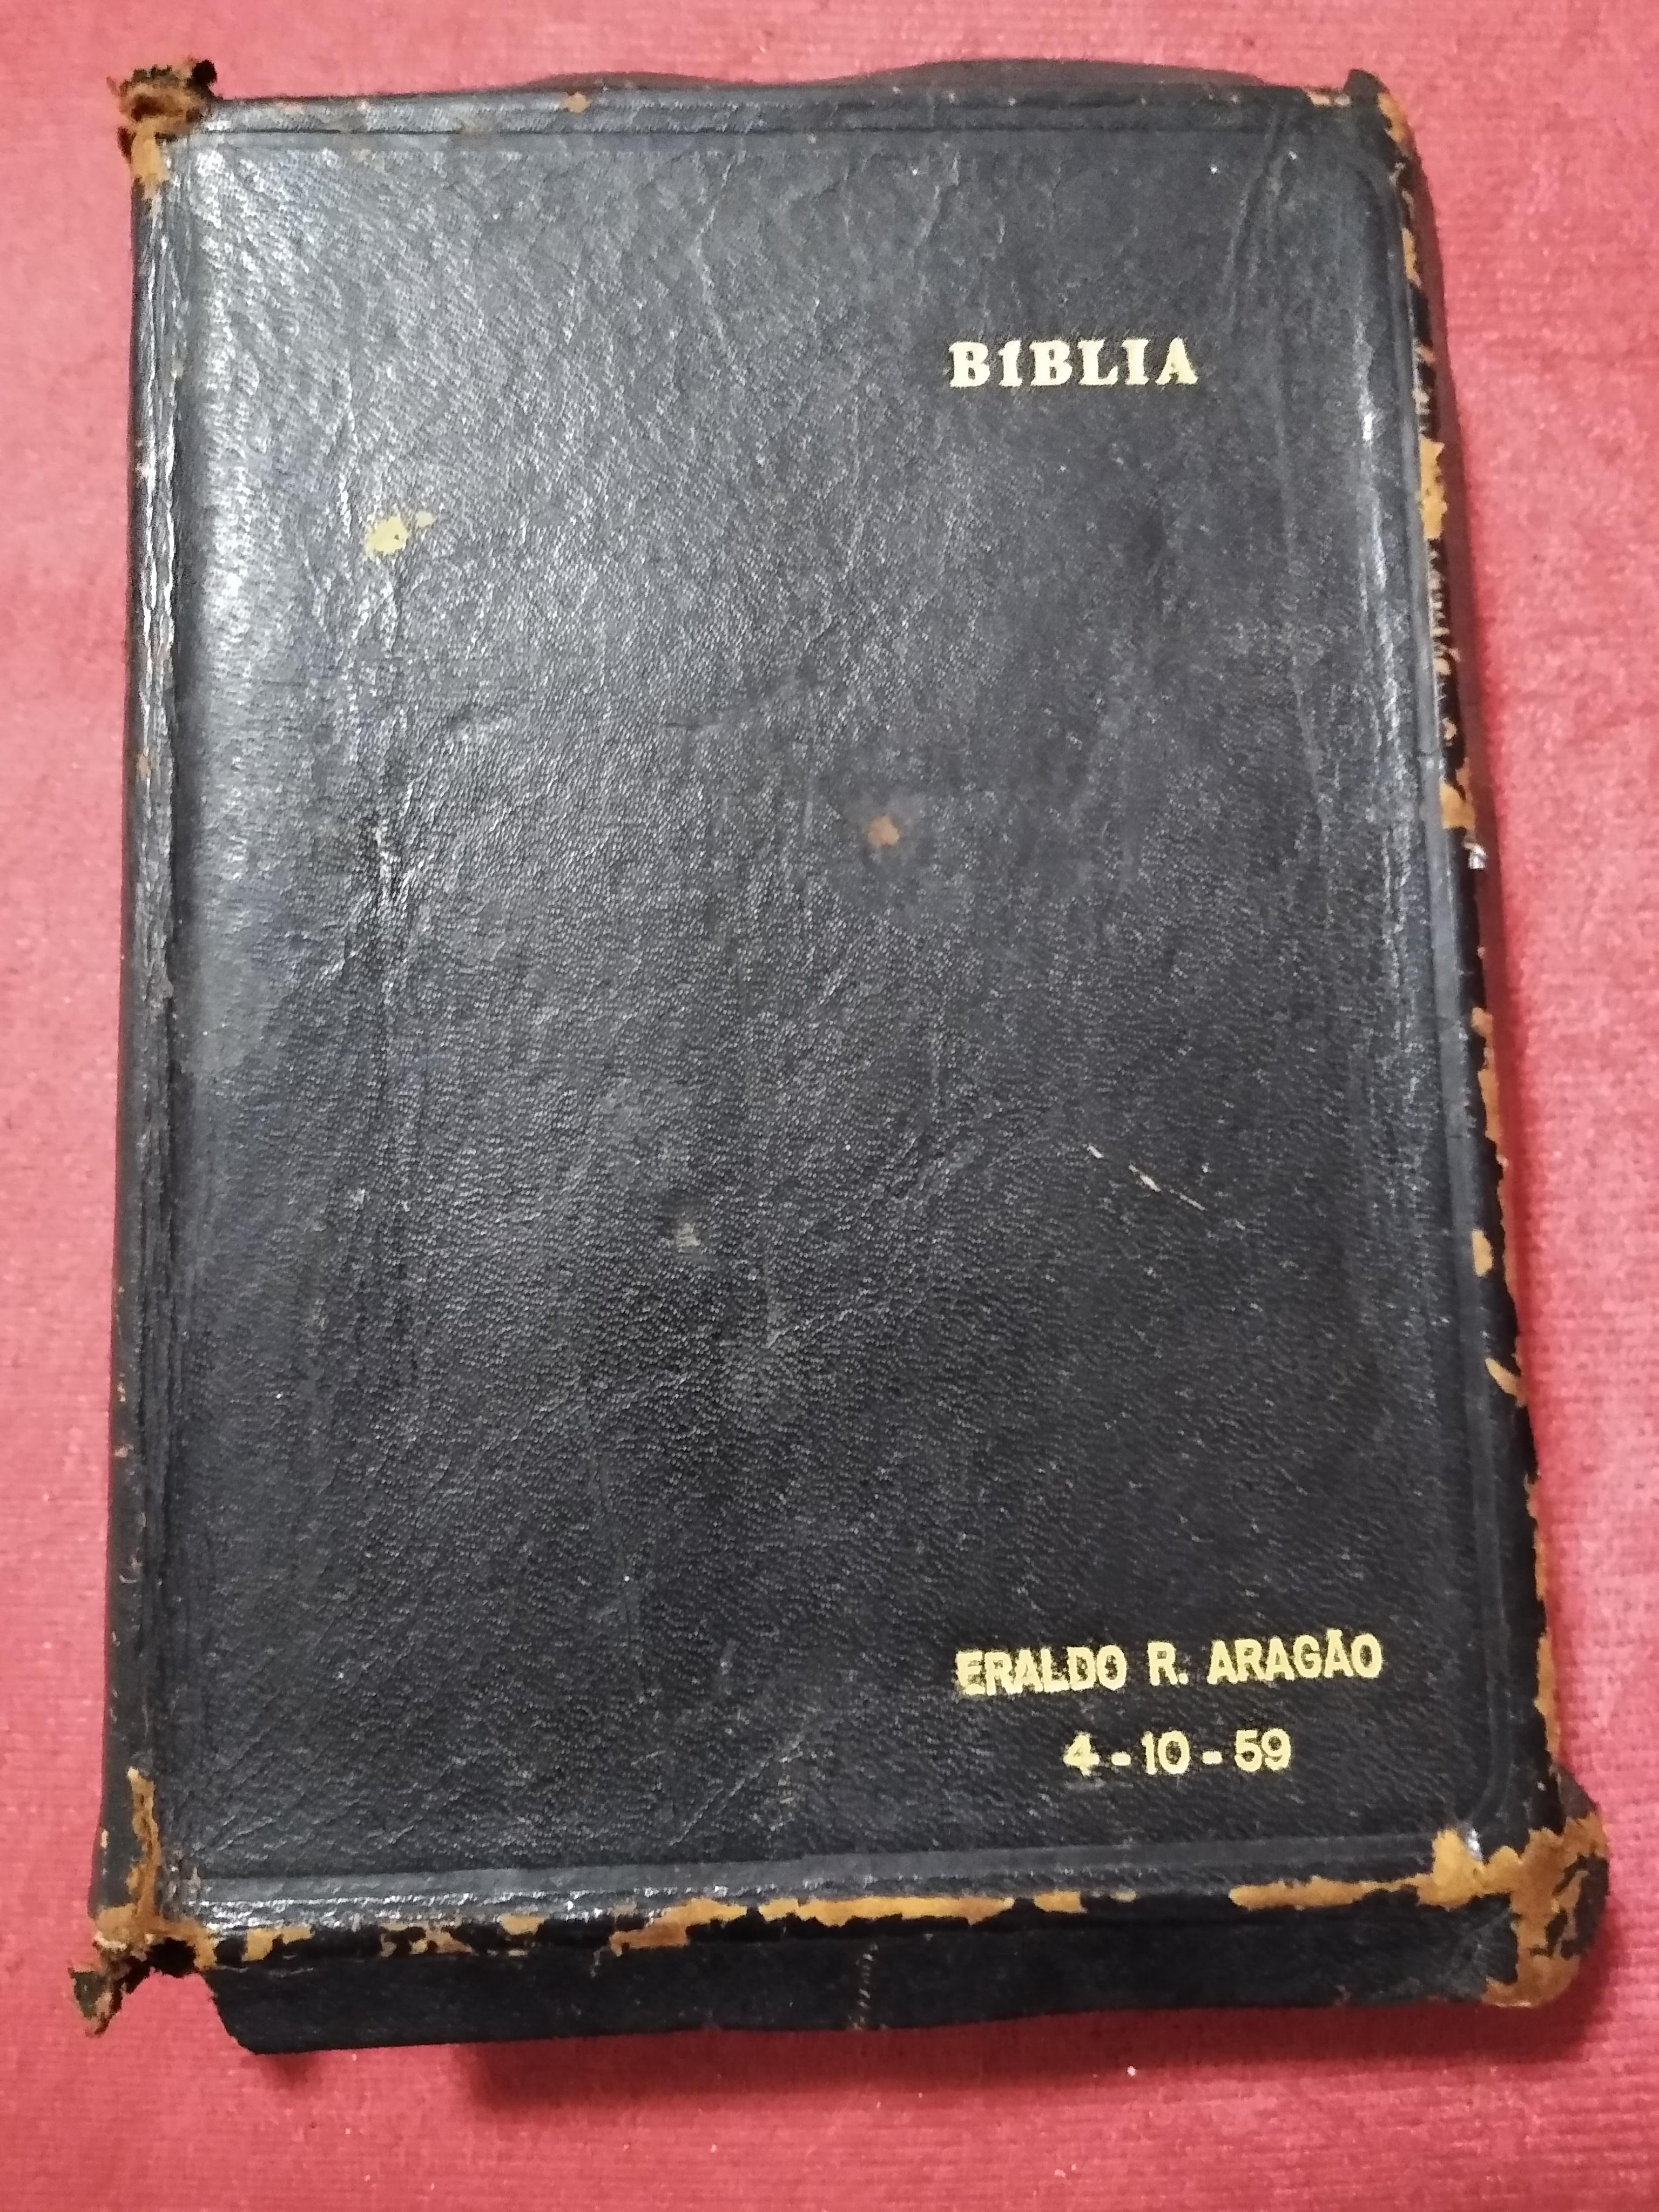 BIBLIA
ERALDO R. ARAGÃO
4-10-59